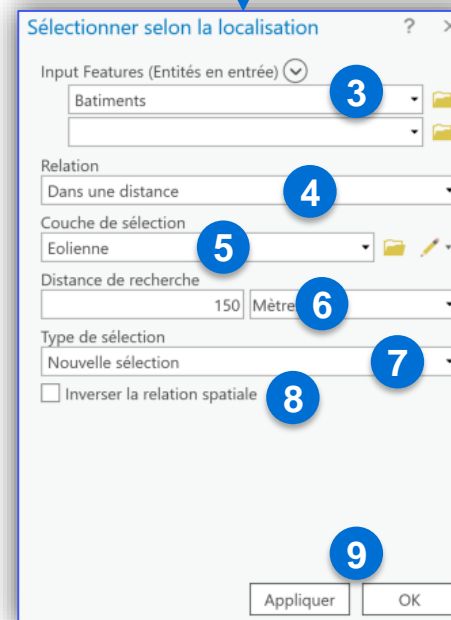 Sélectionner selon la localisation ? ×
Input Features (Entités en entrée)
Batiments 3
Relation
Dans une distance 4
Couche de sélection
Eolienne 5
Distance de recherche
150 Mètre 6
Type de sélection
Nouvelle sélection 7
Inverser la relation spatiale 8
9
Appliquer OK